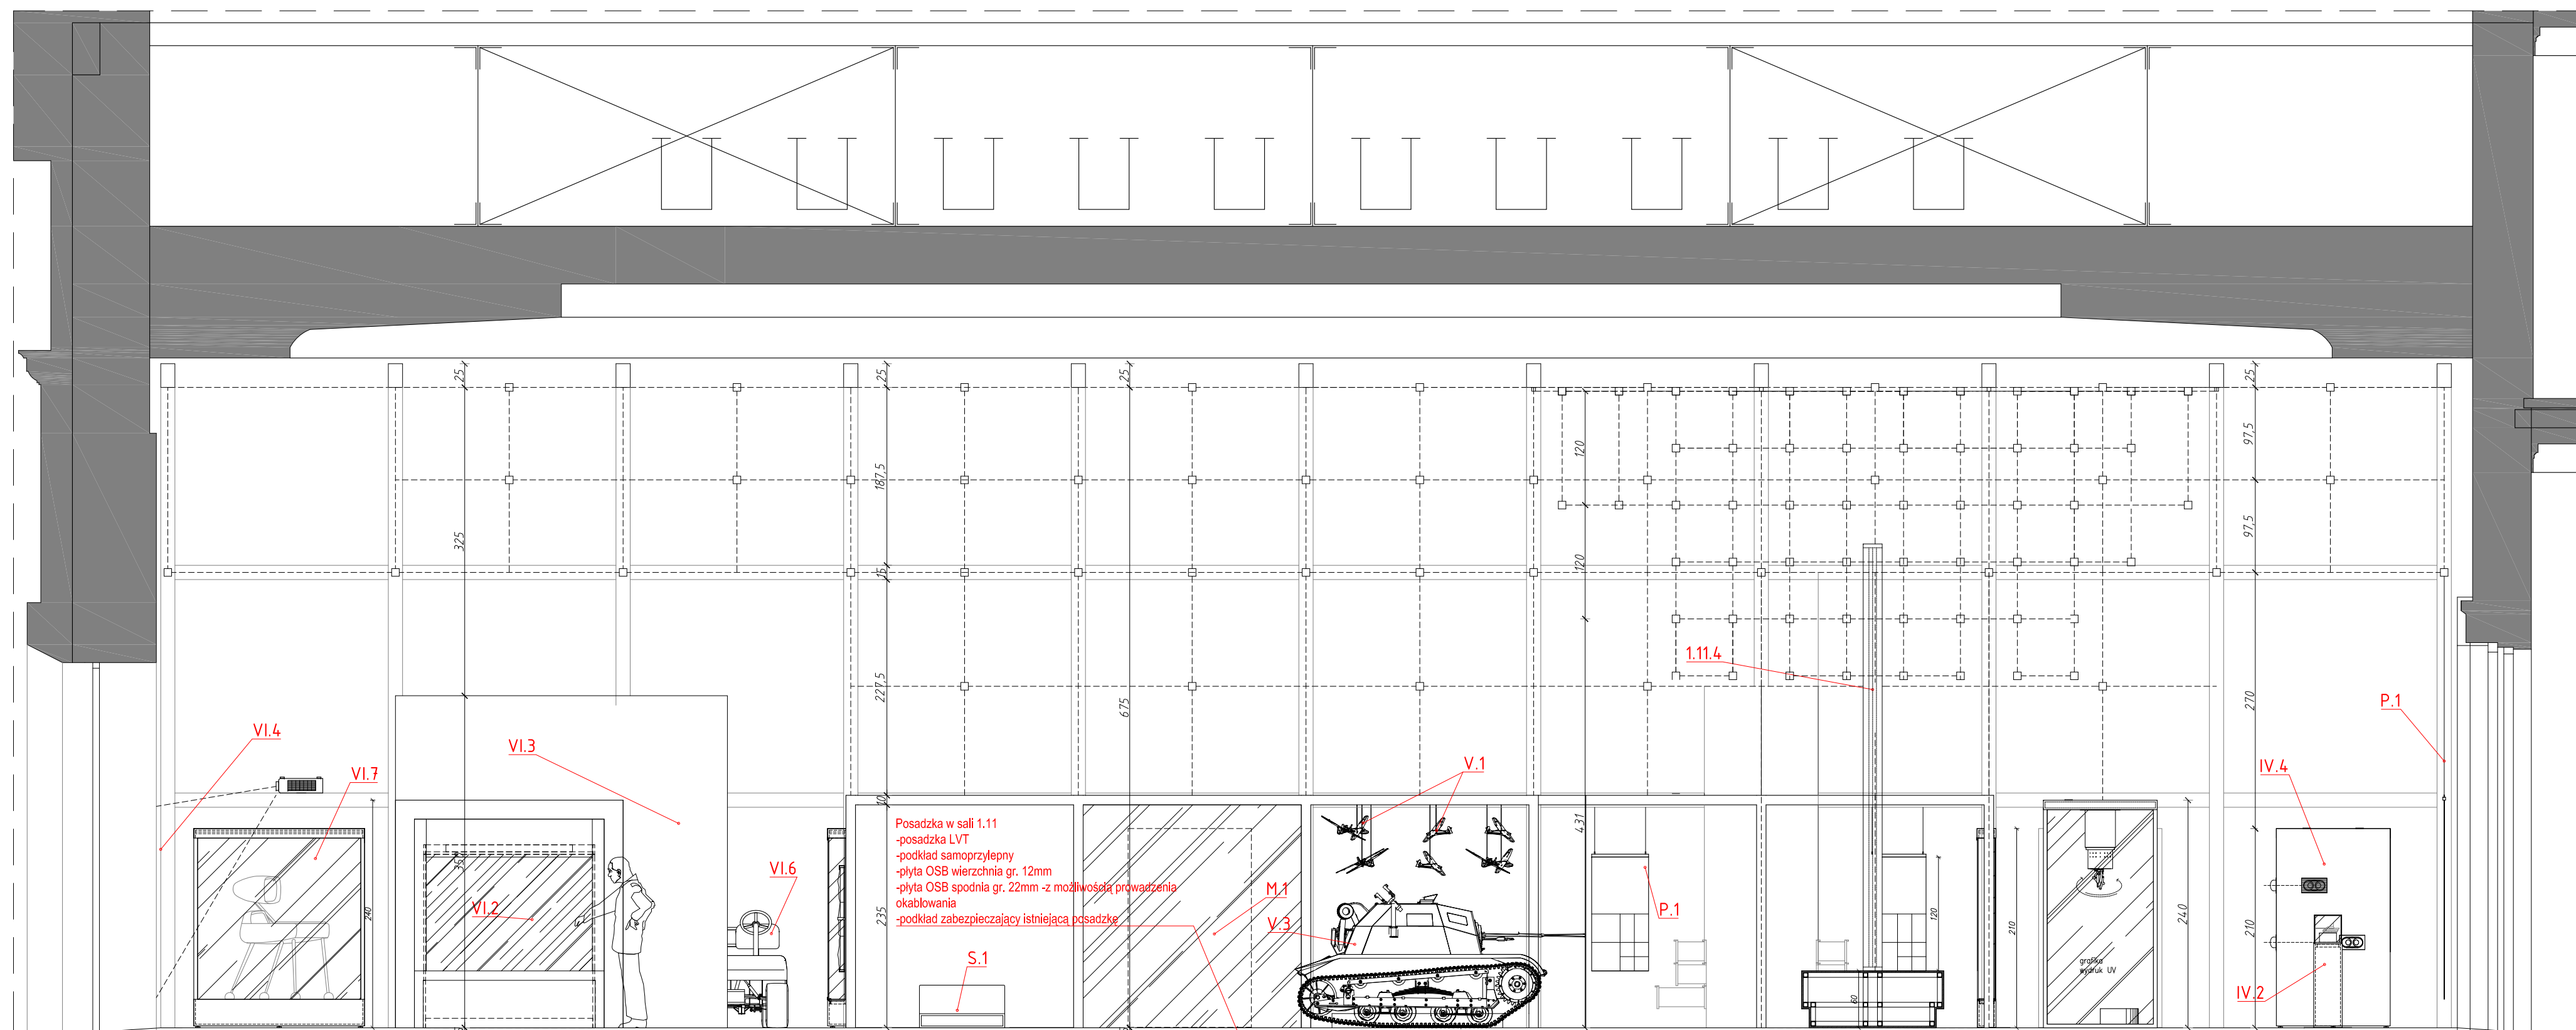 25
25
25
25
97,5
120
187,5
97,5
325
120
15
1.11.4
227,5
675
270
P.1
VI.4
VI.3
VI.7
V.1
IV.4
10
431
Posadzka w sali 1.11
-posadzka LVT
-podkład samoprzylepny
-płyta OSB wierzchnia gr. 12mm
-płyta OSB spodnia gr. 22mm -z możliwością prowadzenia
okablowania
-podkład zabezpieczający istniejącą posadzkę
VI.6
M.1
V.3
P.1
120
VI.2
240
235
210
240
210
S.1
grafika
wydruk UV
60
IV.2